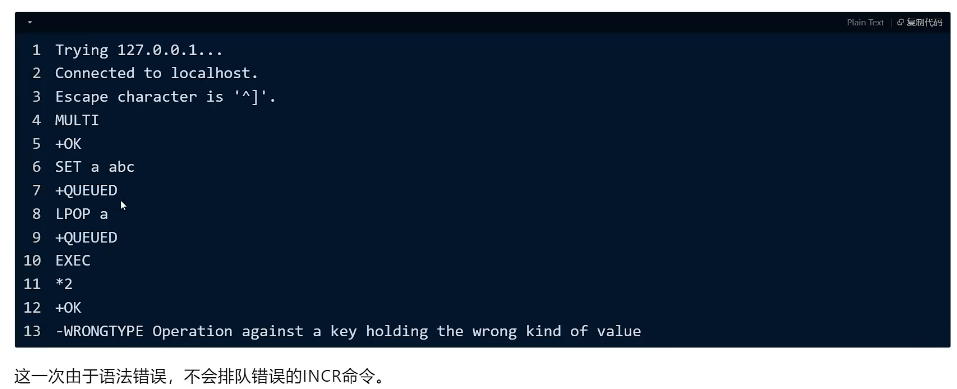 Plain Text 复制代码
1 Trying 127.0.0.1...
2 Connected to localhost.
3 Escape character is '^]'.
4 MULTI
5 +OK
6 SET a abc
7 +QUEUED
8 LPOP a
9 +QUEUED
10 EXEC
11 *2
12 +OK
13 -WRONGTYPE Operation against a key holding the wrong kind of value
这一次由于语法错误，不会排队错误的INCR命令。